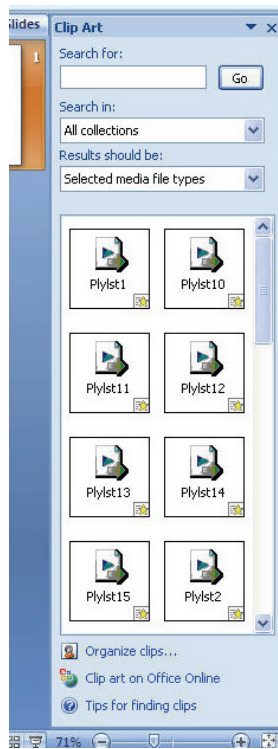 Slides
Clip Art
1
Search for:
Go
Search in:
All collections
Results should be:
Selected media file types
Plylst1 Plylst10
Plylst11 Plylst12
Plylst13 Plylst14
Plylst15 Plylst2
Organize clips...
Clip art on Office Online
Tips for finding clips
71%